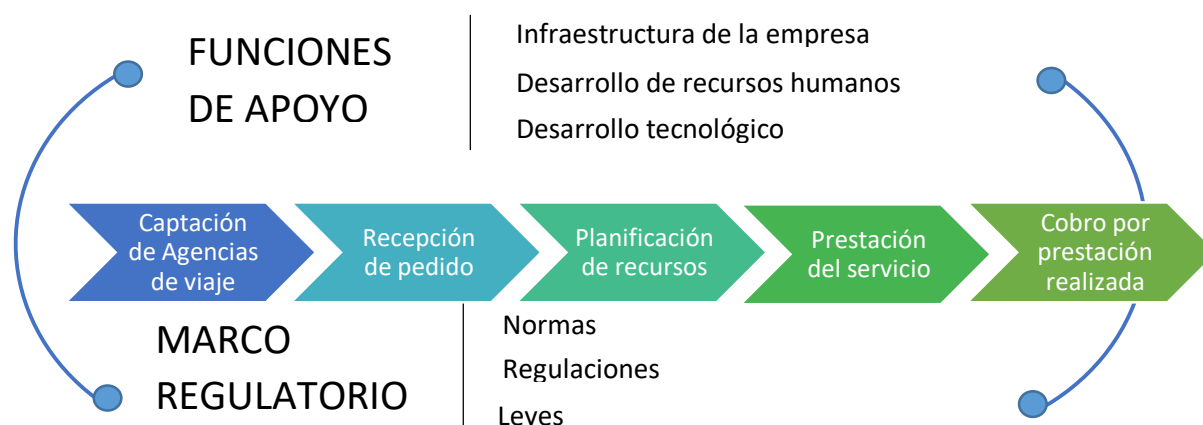 FUNCIONES
DE APOYO
Infraestructura de la empresa
Desarrollo de recursos humanos
Desarrollo tecnológico
Captación
de Agencias
de viaje
Recepción
de pedido
Planificación
de recursos
Prestación
del servicio
Cobro por
prestación
realizada
MARCO
REGULATORIO
Normas
Regulaciones
Leyes